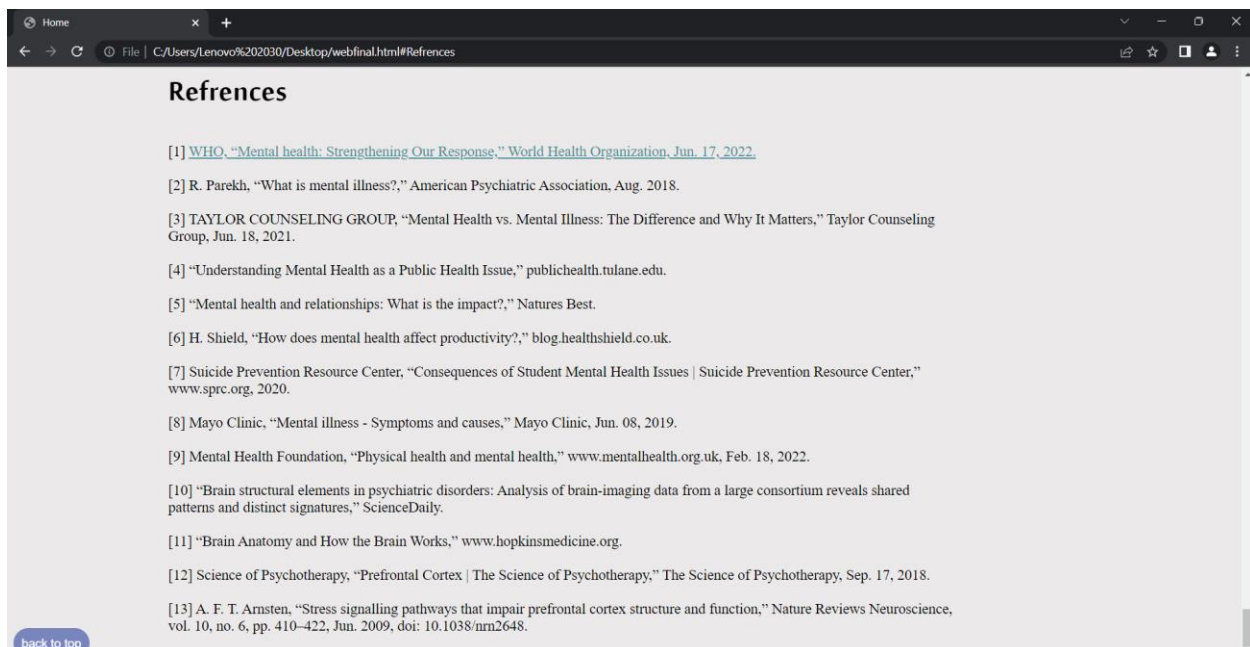 Home
File | C:/Users/Lenovo%202030/Desktop/webfinal.html#Refrences
Refrences
[1] WHO, “Mental health: Strengthening Our Response,” World Health Organization, Jun. 17, 2022.
[2] R. Parekh, “What is mental illness?,” American Psychiatric Association, Aug. 2018.
[3] TAYLOR COUNSELING GROUP, “Mental Health vs. Mental Illness: The Difference and Why It Matters,” Taylor Counseling
Group, Jun. 18, 2021.
[4] “Understanding Mental Health as a Public Health Issue,” publichealth.tulane.edu.
[5] “Mental health and relationships: What is the impact?,” Natures Best.
[6] H. Shield, “How does mental health affect productivity?,” blog.healthshield.co.uk.
[7] Suicide Prevention Resource Center, “Consequences of Student Mental Health Issues | Suicide Prevention Resource Center,”
www.sprc.org, 2020.
[8] Mayo Clinic, “Mental illness - Symptoms and causes,” Mayo Clinic, Jun. 08, 2019.
[9] Mental Health Foundation, “Physical health and mental health,” www.mentalhealth.org.uk, Feb. 18, 2022.
[10] “Brain structural elements in psychiatric disorders: Analysis of brain-imaging data from a large consortium reveals shared
patterns and distinct signatures,” ScienceDaily.
[11] “Brain Anatomy and How the Brain Works,” www.hopkinsmedicine.org.
[12] Science of Psychotherapy, “Prefrontal Cortex | The Science of Psychotherapy,” The Science of Psychotherapy, Sep. 17, 2018.
[13] A. F. T. Arnsten, “Stress signalling pathways that impair prefrontal cortex structure and function,” Nature Reviews Neuroscience,
vol. 10, no. 6, pp. 410–422, Jun. 2009, doi: 10.1038/nrn2648.
back to top